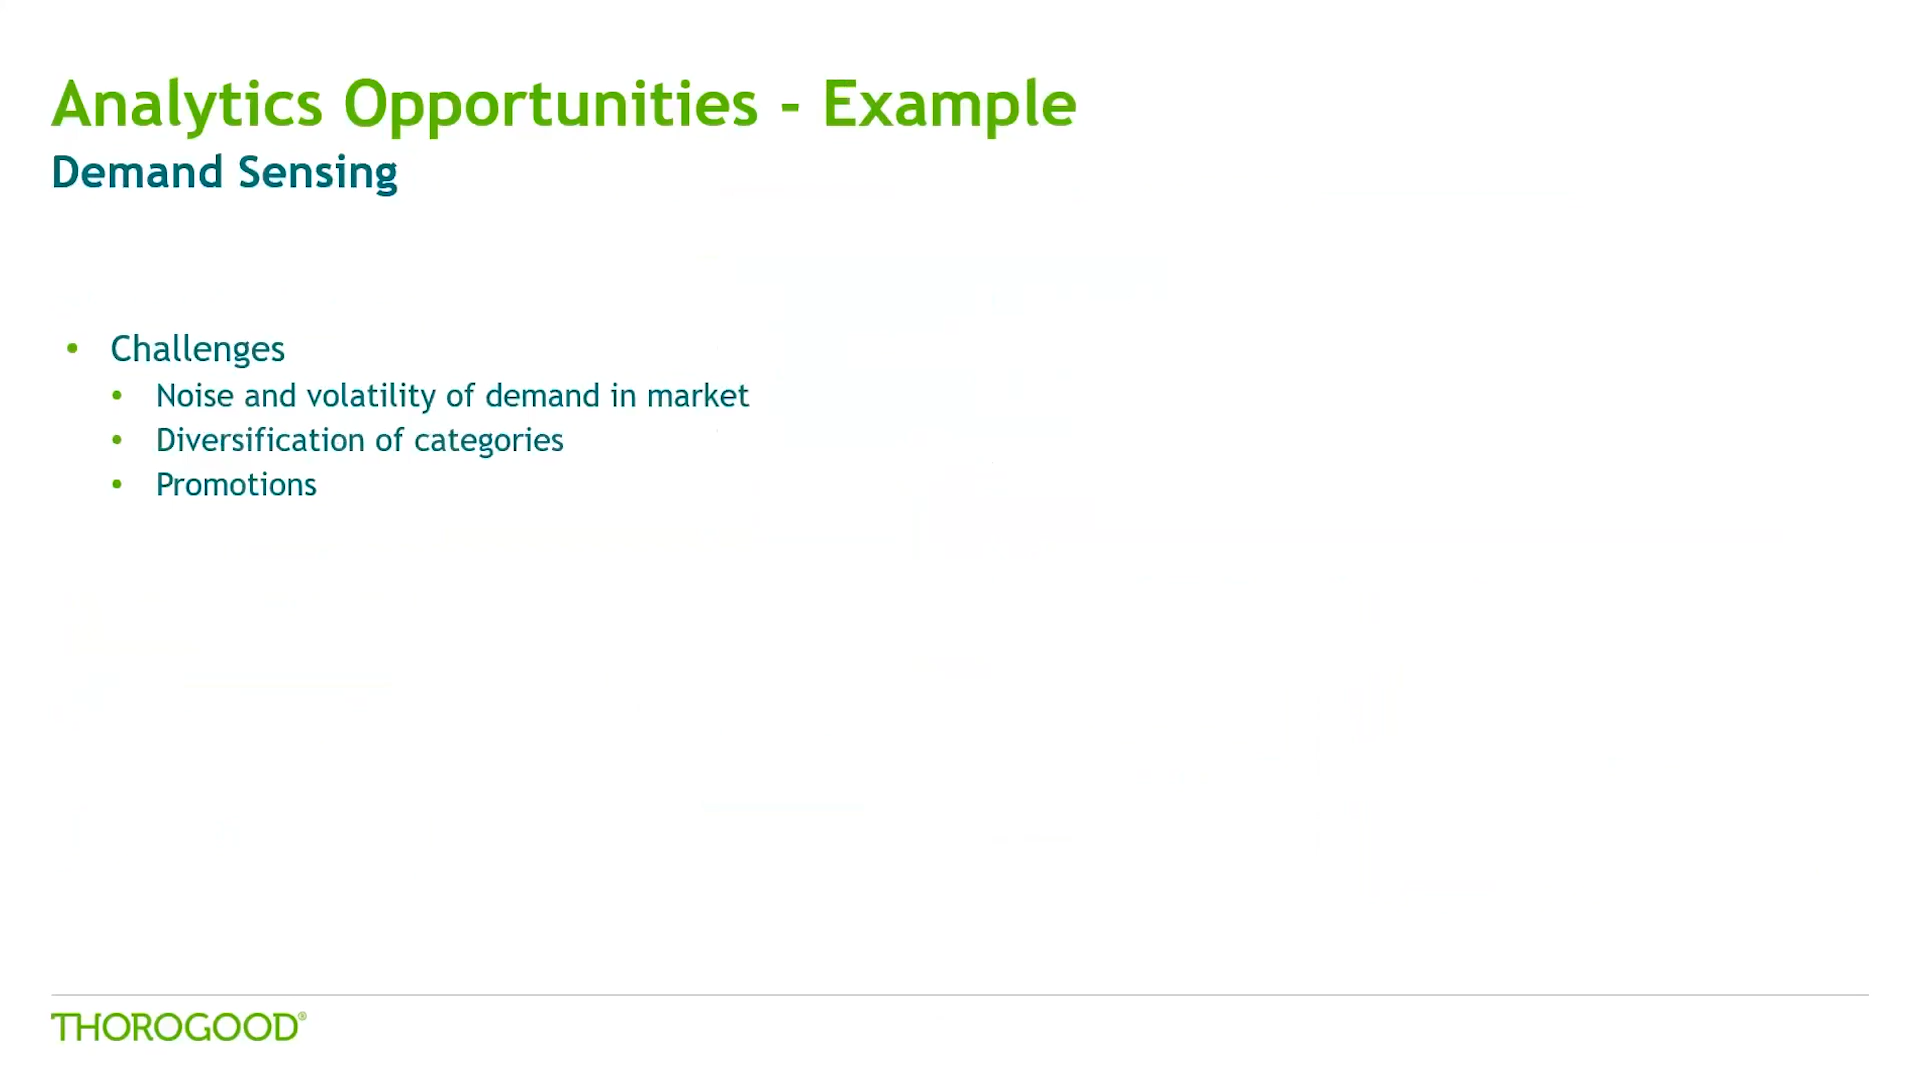 Analytics Opportunities - Example
Demand Sensing
• Challenges
• Noise and volatility of demand in market
• Diversification of categories
• Promotions
THOROGOOD®